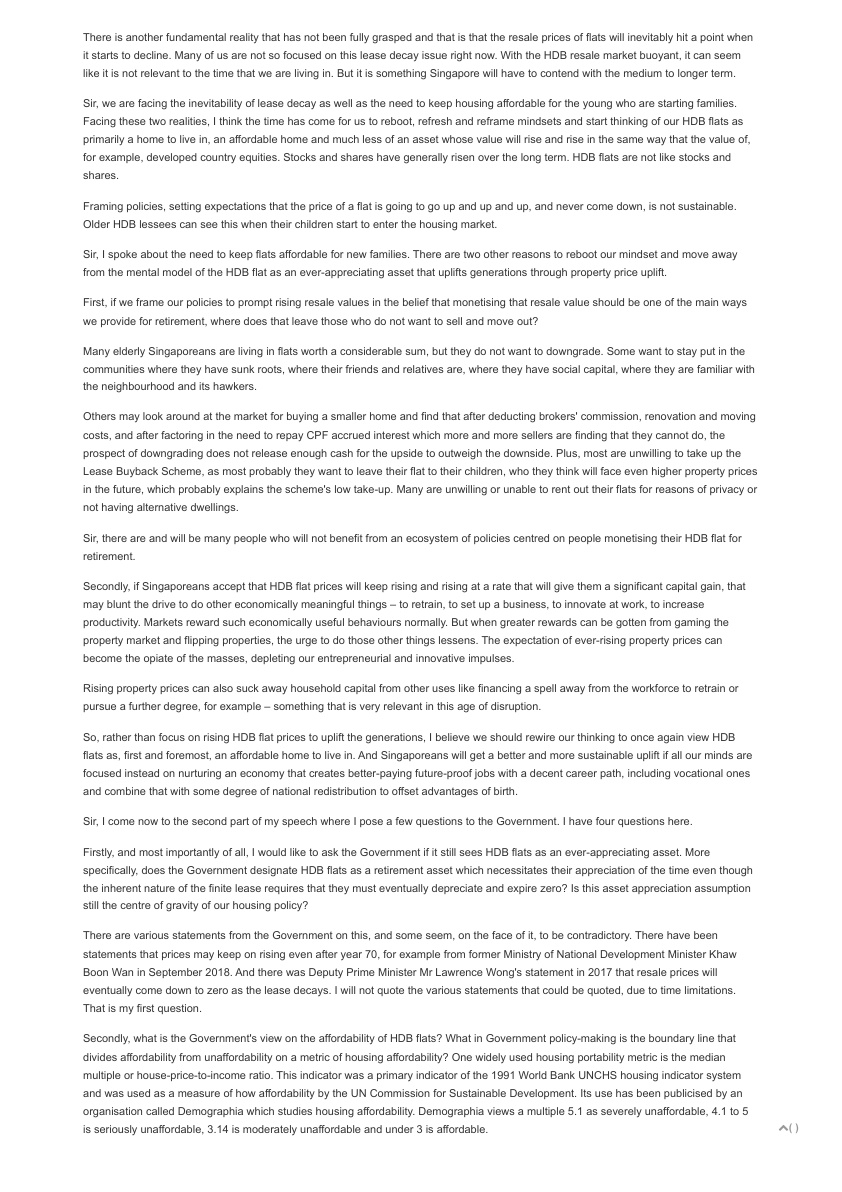 There is another fundamental reality that has not been fully grasped and that is that the resale prices of flats will inevitably hit a point when
it starts to decline. Many of us are not so focused on this lease decay issue right now. With the HDB resale market buoyant, it can seem
like it is not relevant to the time that we are living in. But it is something Singapore will have to contend with the medium to longer term.
Sir, we are facing the inevitability of lease decay as well as the need to keep housing affordable for the young who are starting families.
Facing these two realities, I think the time has come for us to reboot, refresh and reframe mindsets and start thinking of our HDB flats as
primarily a home to live in, an affordable home and much less of an asset whose value will rise and rise in the same way that the value of,
for example, developed country equities. Stocks and shares have generally risen over the long term. HDB flats are not like stocks and
shares.
Framing policies, setting expectations that the price of a flat is going to go up and up and up, and never come down, is not sustainable.
Older HDB lessees can see this when their children start to enter the housing market.
Sir, I spoke about the need to keep flats affordable for new families. There are two other reasons to reboot our mindset and move away
from the mental model of the HDB flat as an ever-appreciating asset that uplifts generations through property price uplift.
First, if we frame our policies to prompt rising resale values in the belief that monetising that resale value should be one of the main ways
we provide for retirement, where does that leave those who do not want to sell and move out?
Many elderly Singaporeans are living in flats worth a considerable sum, but they do not want to downgrade. Some want to stay put in the
communities where they have sunk roots, where their friends and relatives are, where they have social capital, where they are familiar with
the neighbourhood and its hawkers.
Others may look around at the market for buying a smaller home and find that after deducting brokers' commission, renovation and moving
costs, and after factoring in the need to repay CPF accrued interest which more and more sellers are finding that they cannot do, the
prospect of downgrading does not release enough cash for the upside to outweigh the downside. Plus, most are unwilling to take up the
Lease Buyback Scheme, as most probably they want to leave their flat to their children, who they think will face even higher property prices
in the future, which probably explains the scheme's low take-up. Many are unwilling or unable to rent out their flats for reasons of privacy or
not having alternative dwellings.
Sir, there are and will be many people who will not benefit from an ecosystem of policies centred on people monetising their HDB flat for
retirement.
Secondly, if Singaporeans accept that HDB flat prices will keep rising and rising at a rate that will give them a significant capital gain, that
may blunt the drive to do other economically meaningful things – to retrain, to set up a business, to innovate at work, to increase
productivity. Markets reward such economically useful behaviours normally. But when greater rewards can be gotten from gaming the
property market and flipping properties, the urge to do those other things lessens. The expectation of ever-rising property prices can
become the opiate of the masses, depleting our entrepreneurial and innovative impulses.
Rising property prices can also suck away household capital from other uses like financing a spell away from the workforce to retrain or
pursue a further degree, for example – something that is very relevant in this age of disruption.
So, rather than focus on rising HDB flat prices to uplift the generations, I believe we should rewire our thinking to once again view HDB
flats as, first and foremost, an affordable home to live in. And Singaporeans will get a better and more sustainable uplift if all our minds are
focused instead on nurturing an economy that creates better-paying future-proof jobs with a decent career path, including vocational ones
and combine that with some degree of national redistribution to offset advantages of birth.
Sir, I come now to the second part of my speech where I pose a few questions to the Government. I have four questions here.
Firstly, and most importantly of all, I would like to ask the Government if it still sees HDB flats as an ever-appreciating asset. More
specifically, does the Government designate HDB flats as a retirement asset which necessitates their appreciation of the time even though
the inherent nature of the finite lease requires that they must eventually depreciate and expire zero? Is this asset appreciation assumption
still the centre of gravity of our housing policy?
There are various statements from the Government on this, and some seem, on the face of it, to be contradictory. There have been
statements that prices may keep on rising even after year 70, for example from former Ministry of National Development Minister Khaw
Boon Wan in September 2018. And there was Deputy Prime Minister Mr Lawrence Wong's statement in 2017 that resale prices will
eventually come down to zero as the lease decays. I will not quote the various statements that could be quoted, due to time limitations.
That is my first question.
Secondly, what is the Government's view on the affordability of HDB flats? What in Government policy-making is the boundary line that
divides affordability from unaffordability on a metric of housing affordability? One widely used housing portability metric is the median
multiple or house-price-to-income ratio. This indicator was a primary indicator of the 1991 World Bank UNCHS housing indicator system
and was used as a measure of how affordability by the UN Commission for Sustainable Development. Its use has been publicised by an
organisation called Demographia which studies housing affordability. Demographia views a multiple 5.1 as severely unaffordable, 4.1 to 5
is seriously unaffordable, 3.14 is moderately unaffordable and under 3 is affordable.
( )